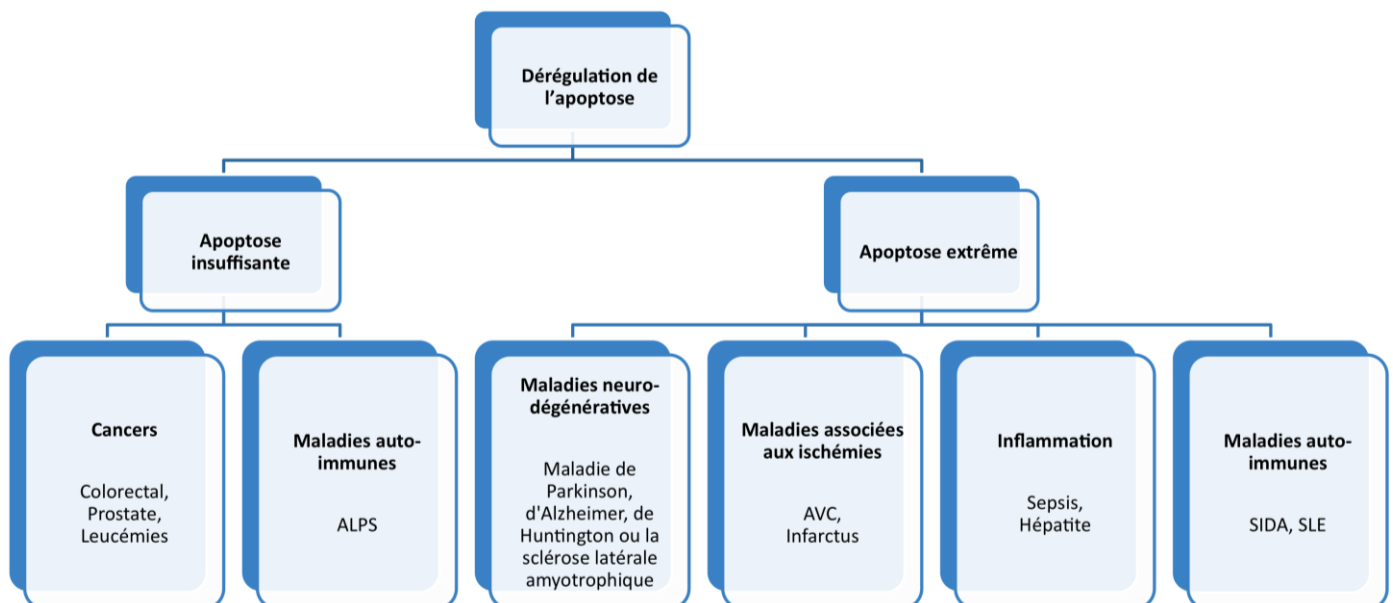 Dérégulation de
l'apoptose
Apoptose
insuffisante
Apoptose extrême
Cancers
Colorectal,
Prostate,
Leucémies
Maladies auto-
immunes
ALPS
Maladies neuro-
dégénératives
Maladie de
Parkinson,
d'Alzheimer, de
Huntington ou la
sclérose latérale
amyotrophique
Maladies associées
aux ischémies
AVC,
Infarctus
Inflammation
Sepsis,
Hépatite
Maladies auto-
immunes
SIDA, SLE